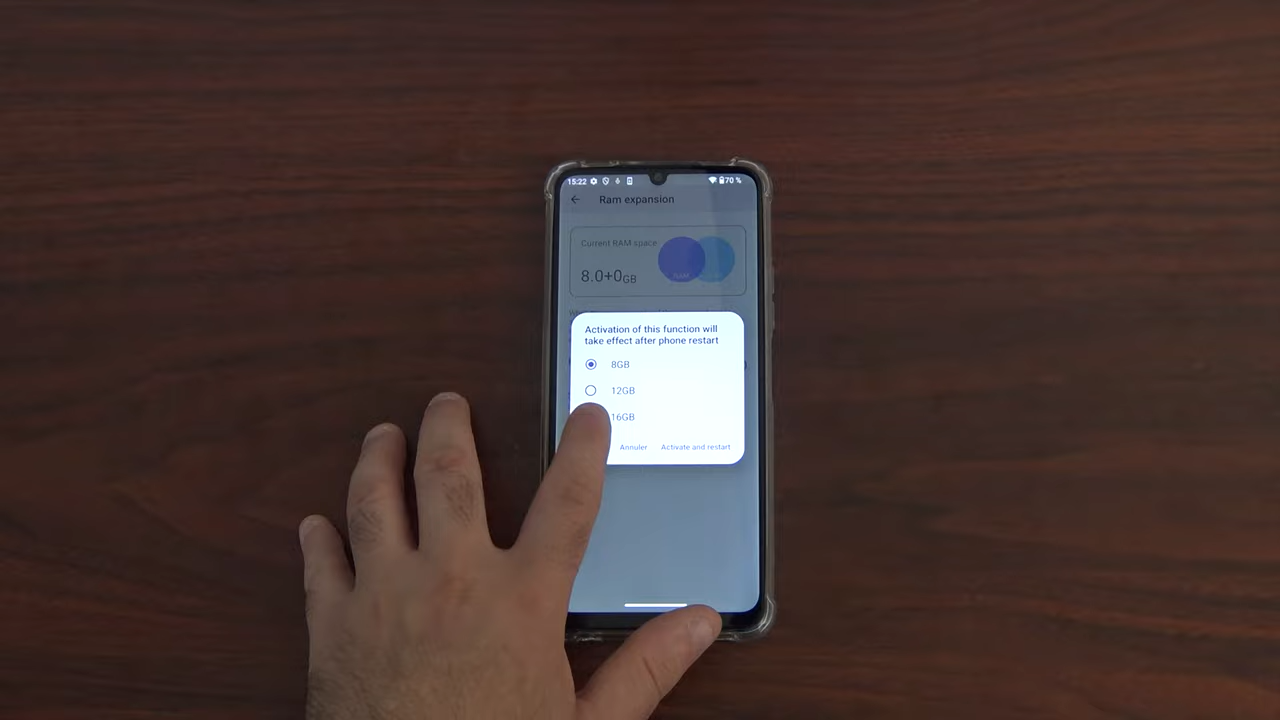 15:22
70 %
Ram expansion
Current RAM space
8.0+0GB
RAM
Activation of this function will
take effect after phone restart
8GB
12GB
16GB
Annuler
Activate and restart